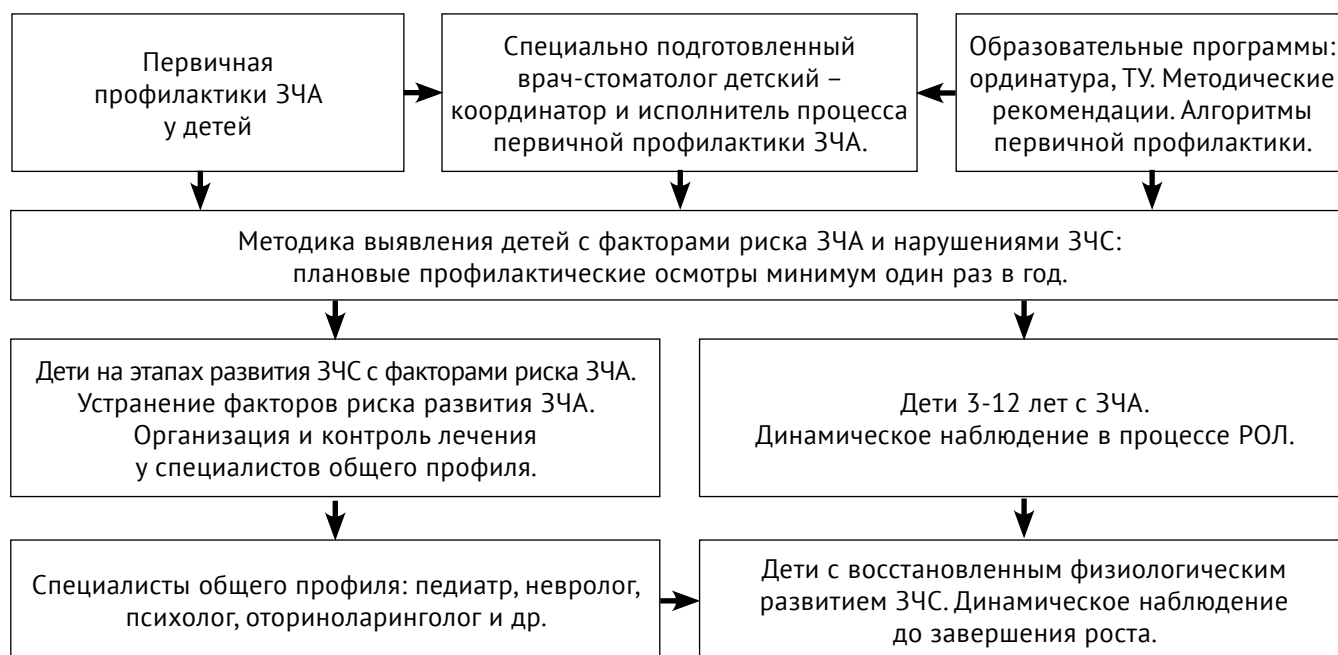 Первичная
профилактики ЗЧА
у детей
Специально подготовленный
врач-стоматолог детский –
координатор и исполнитель процесса
первичной профилактики ЗЧА.
Образовательные программы:
ординатура, ТУ. Методические
рекомендации. Алгоритмы
первичной профилактики.
Методика выявления детей с факторами риска ЗЧА и нарушениями ЗЧС:
плановые профилактические осмотры минимум один раз в год.
Дети на этапах развития ЗЧС с факторами риска ЗЧА.
Устранение факторов риска развития ЗЧА.
Организация и контроль лечения
у специалистов общего профиля.
Дети 3-12 лет с ЗЧА.
Динамическое наблюдение в процессе РОЛ.
Специалисты общего профиля: педиатр, невролог,
психолог, оториноларинголог и др.
Дети с восстановленным физиологическим
развитием ЗЧС. Динамическое наблюдение
до завершения роста.